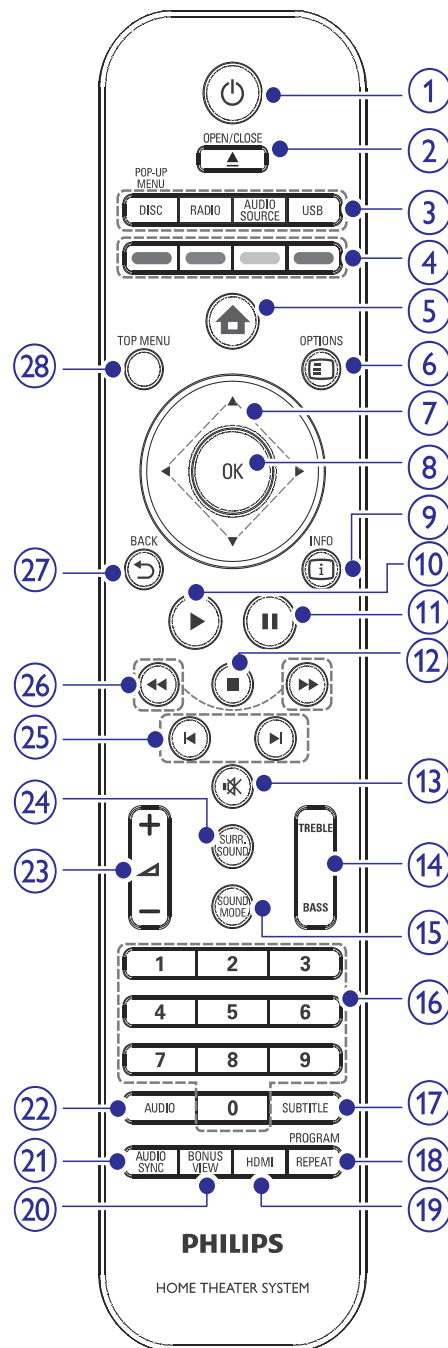 1
OPEN/CLOSE
2
POP-UP
MENU
DISC
RADIO
AUDIO
SOURCE
USB
3
4
5
TOP MENU
OPTIONS
28
6
7
OK
8
9
BACK
INFO
27
10
11
12
26
25
13
24
SURR.
SOUND
TREBLE
23
14
SOUND
MODE
BASS
15
1 2 3
16
4 5 6
7 8 9
22
AUDIO
0
SUBTITLE
17
PROGRAM
21
AUDIO
SYNC
BONUS
VIEW
HDMI
REPEAT
18
20
19
PHILIPS
HOME THEATER SYSTEM